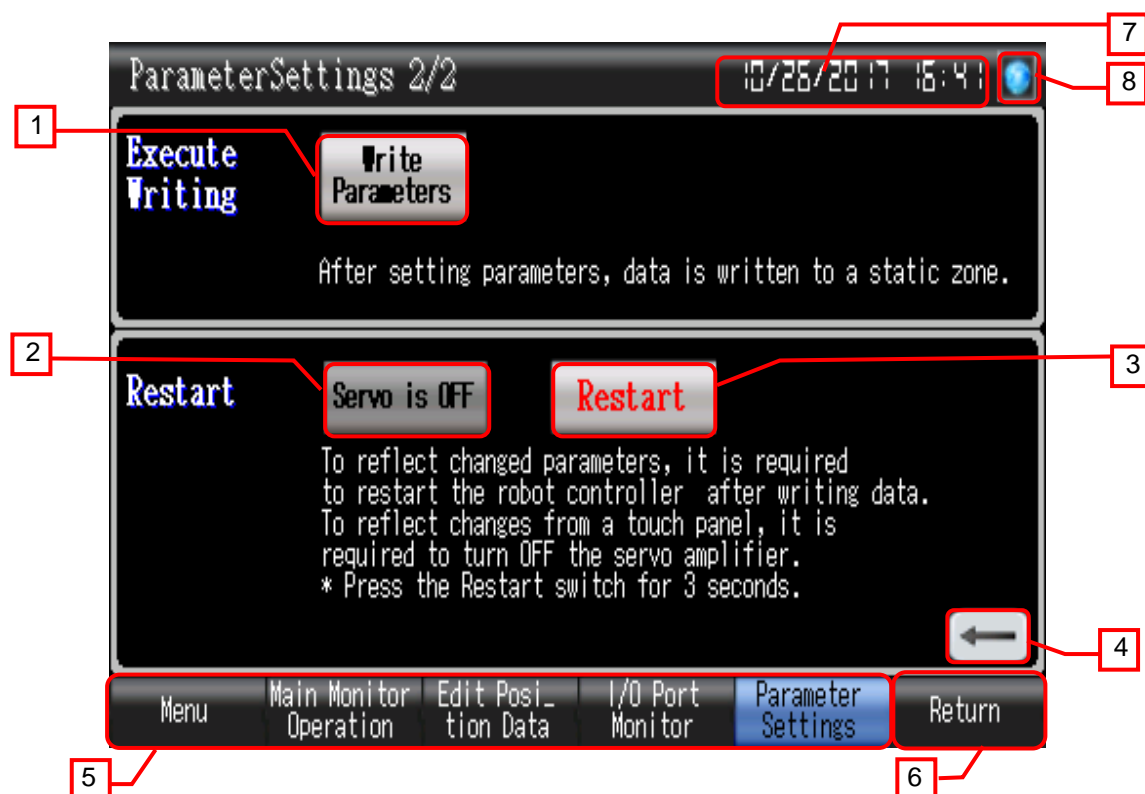 7
ParameterSettings 2/2
10/26/2017 16:41
8
1
Execute
Writing
Write
Parameters
After setting parameters, data is written to a static zone.
2
3
Restart
Servo is OFF
Restart
To reflect changed parameters, it is required
to restart the robot controller after writing data.
To reflect changes from a touch panel, it is
required to turn OFF the servo amplifier.
* Press the Restart switch for 3 seconds.
4
Menu
Main Monitor
Operation
Edit Posi_
tion Data
I/O Port
Monitor
Parameter
Settings
Return
5
6